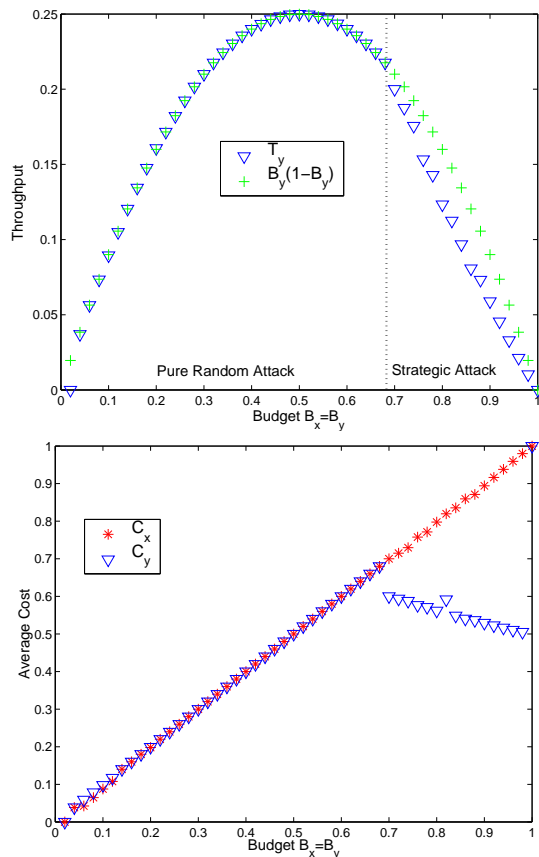 0.25
0.2
0.15
0.1
0.05
0
Throughput
T_y
B_y(1−B_y)
Pure Random Attack
Strategic Attack
0 0.1 0.2 0.3 0.4 0.5 0.6 0.7 0.8 0.9 1
Budget B_x=B_y
1
0.9
0.8
0.7
0.6
0.5
0.4
0.3
0.2
0.1
0
Average Cost
C_x
C_y
0 0.1 0.2 0.3 0.4 0.5 0.6 0.7 0.8 0.9 1
Budget B_x=B_y